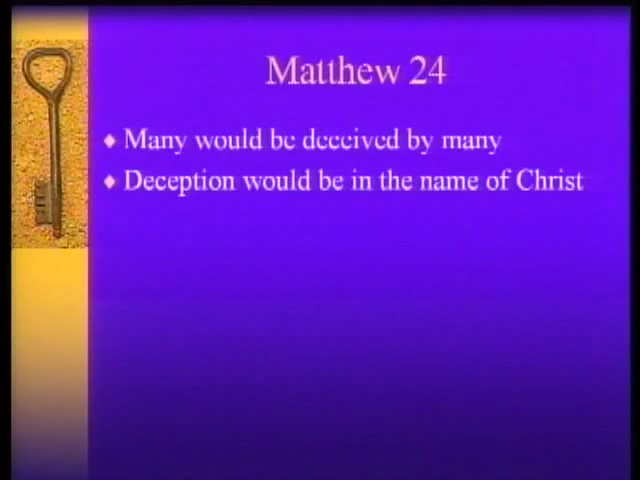 Matthew 24
Many would be deceived by many
Deception would be in the name of Christ